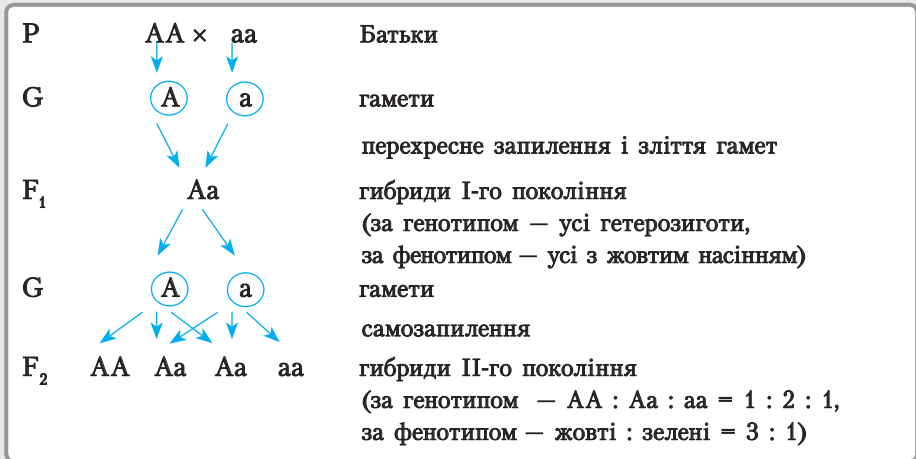 P AA × aa Батьки
G A a гамети
перехресне запилення і злиття гамет
F₁ Aa гибриди I-го покоління
(за генотипом — усі гетерозиготи,
за фенотипом — усі з жовтим насінням)
G A a гамети
самозапилення
F₂ AA Aa Aa aa гибриди II-го покоління
(за генотипом — AA : Aa : aa = 1 : 2 : 1,
за фенотипом — жовті : зелені = 3 : 1)